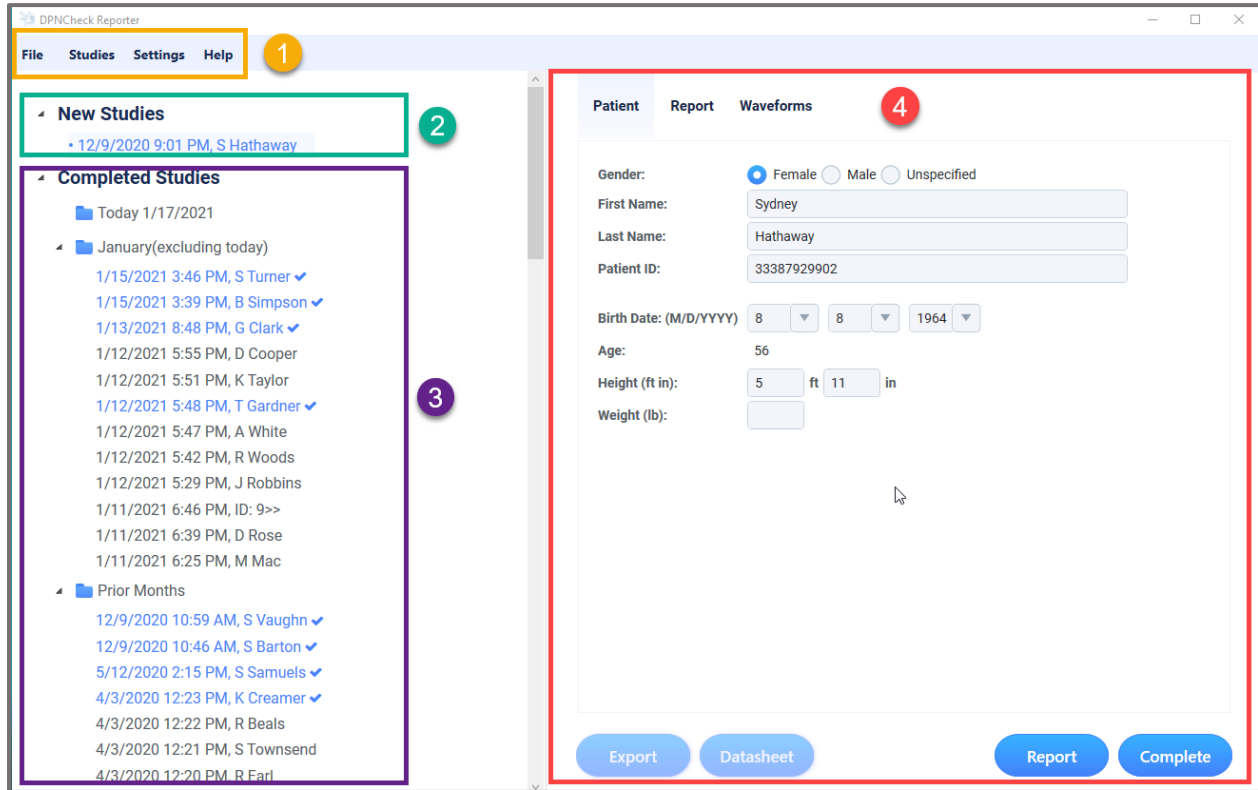 DPNCheck Reporter
File Studies Settings Help 1
New Studies 2
• 12/9/2020 9:01 PM, S Hathaway
Completed Studies 3
Today 1/17/2021
January(excluding today)
1/15/2021 3:46 PM, S Turner ✔
1/15/2021 3:39 PM, B Simpson ✔
1/13/2021 8:48 PM, G Clark ✔
1/12/2021 5:55 PM, D Cooper
1/12/2021 5:51 PM, K Taylor
1/12/2021 5:48 PM, T Gardner ✔
1/12/2021 5:47 PM, A White
1/12/2021 5:42 PM, R Woods
1/12/2021 5:29 PM, J Robbins
1/11/2021 6:46 PM, ID: 9>>
1/11/2021 6:39 PM, D Rose
1/11/2021 6:25 PM, M Mac
Prior Months
12/9/2020 10:59 AM, S Vaughn ✔
12/9/2020 10:46 AM, S Barton ✔
5/12/2020 2:15 PM, S Samuels ✔
4/3/2020 12:23 PM, K Creamer ✔
4/3/2020 12:22 PM, R Beals
4/3/2020 12:21 PM, S Townsend
4/3/2020 12:20 PM, R Earl
Patient Report Waveforms 4
Gender: Female Male Unspecified
First Name: Sydney
Last Name: Hathaway
Patient ID: 33387929902
Birth Date: (M/D/YYYY) 8 8 1964
Age: 56
Height (ft in): 5 ft 11 in
Weight (lb):
Export Datasheet Report Complete